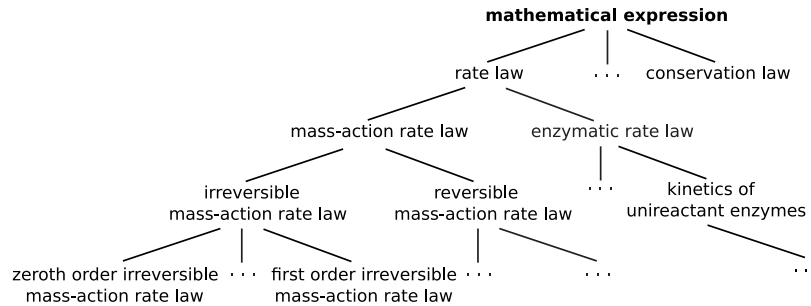 mathematical expression
rate law
. . .
conservation law
mass-action rate law
enzymatic rate law
irreversible
mass-action rate law
reversible
mass-action rate law
. . .
kinetics of
unireactant enzymes
zeroth order irreversible
mass-action rate law
. . .
first order irreversible
mass-action rate law
. . .
. . .
. .